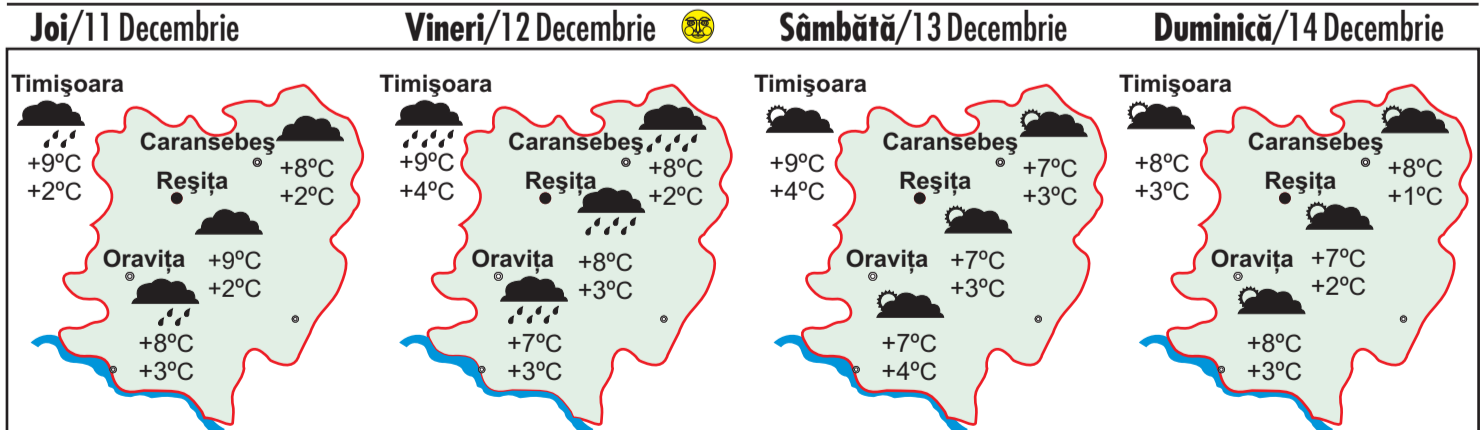 Joi/11 Decembrie
Timişoara
+9ºC
+2ºC
Caransebeş
+8ºC
+2ºC
Reşiţa
+9ºC
+2ºC
Oraviţa
+8ºC
+3ºC
Vineri/12 Decembrie
Timişoara
+9ºC
+4ºC
Caransebeş
+8ºC
+2ºC
Reşiţa
+8ºC
+3ºC
Oraviţa
+7ºC
+3ºC
Sâmbătă/13 Decembrie
Timişoara
+9ºC
+4ºC
Caransebeş
+7ºC
+3ºC
Reşiţa
+7ºC
+3ºC
Oraviţa
+7ºC
+4ºC
Duminică/14 Decembrie
Timişoara
+8ºC
+3ºC
Caransebeş
+8ºC
+1ºC
Reşiţa
+7ºC
+2ºC
Oraviţa
+8ºC
+3ºC